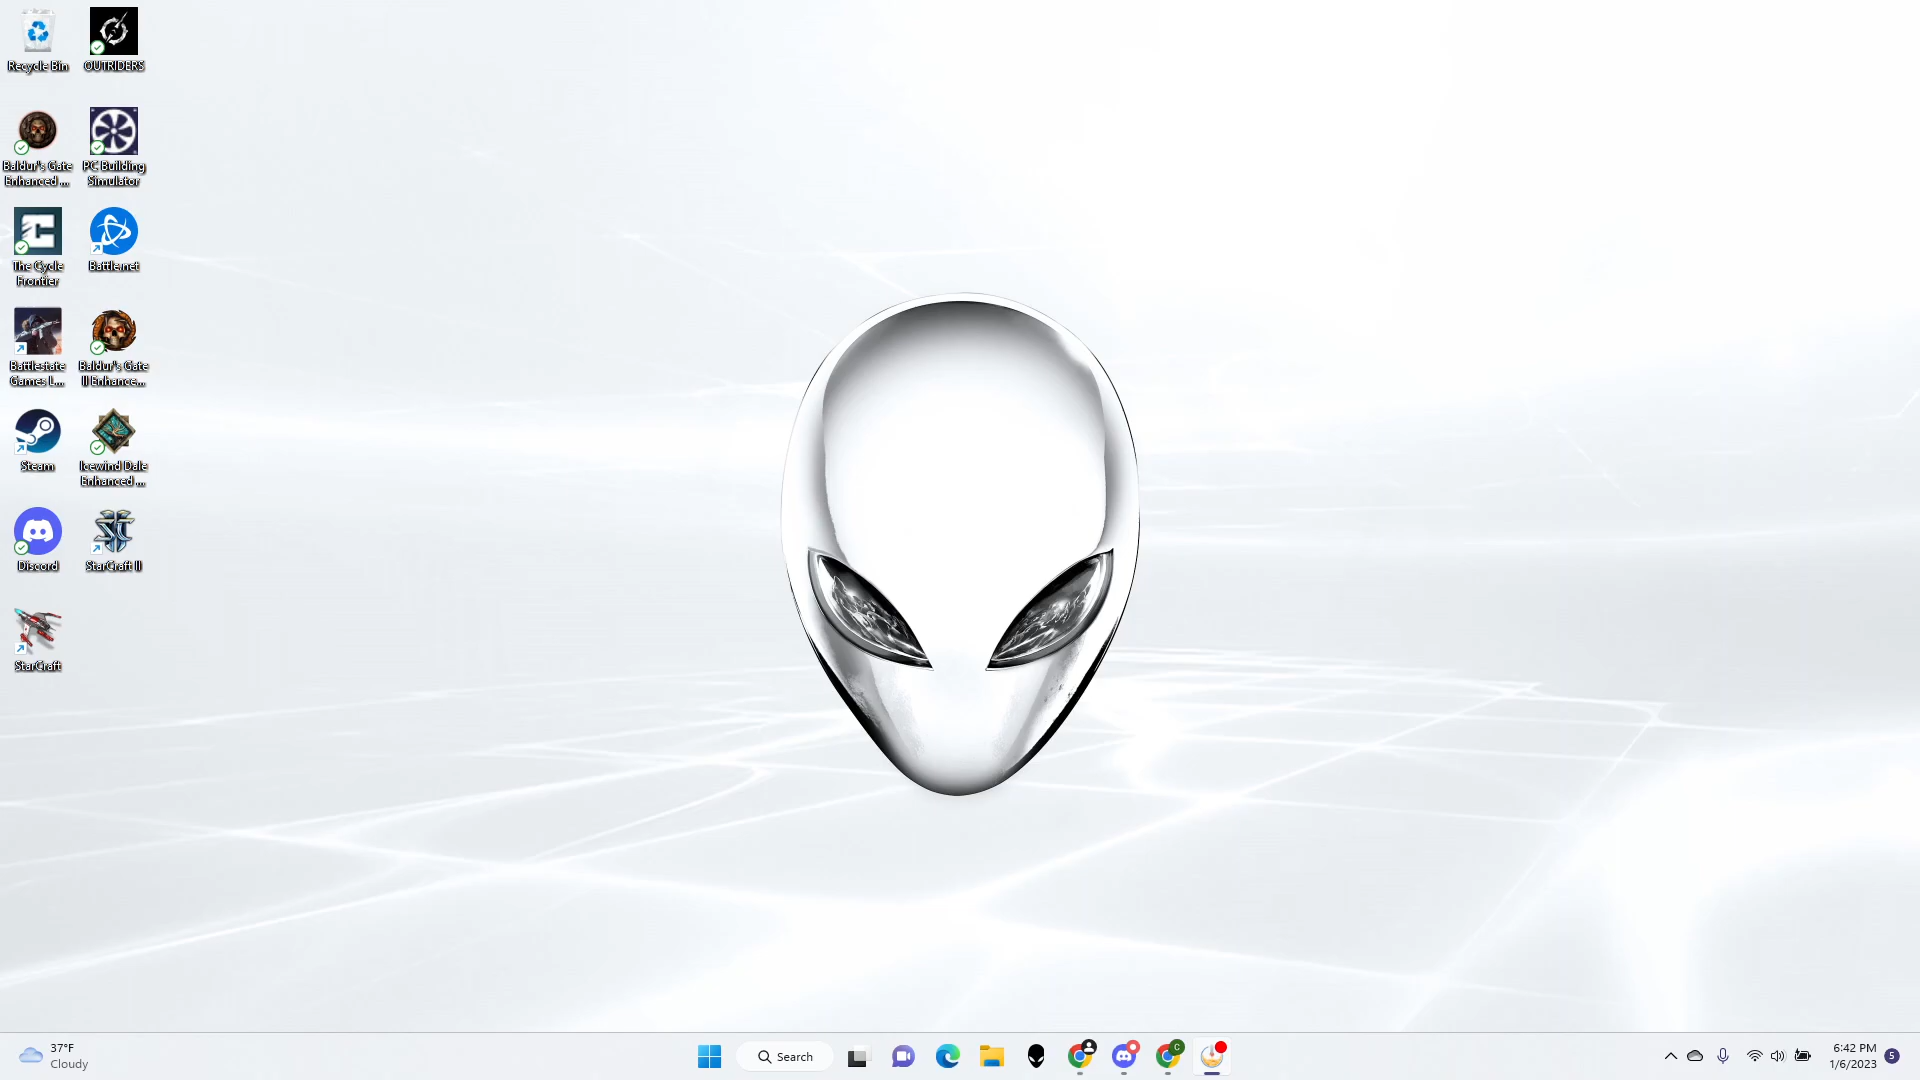 Recycle Bin
OUTRIDERS
Baldur's Gate
Enhanced ...
PC Building
Simulator
The Cycle
Frontier
Battle.net
Battlestate
Games L...
Baldur's Gate
II Enhance...
Steam
Icewind Dale
Enhanced ...
Discord
StarCraft II
StarCraft
37°F
Cloudy
Search
C
6:42 PM
1/6/2023
5